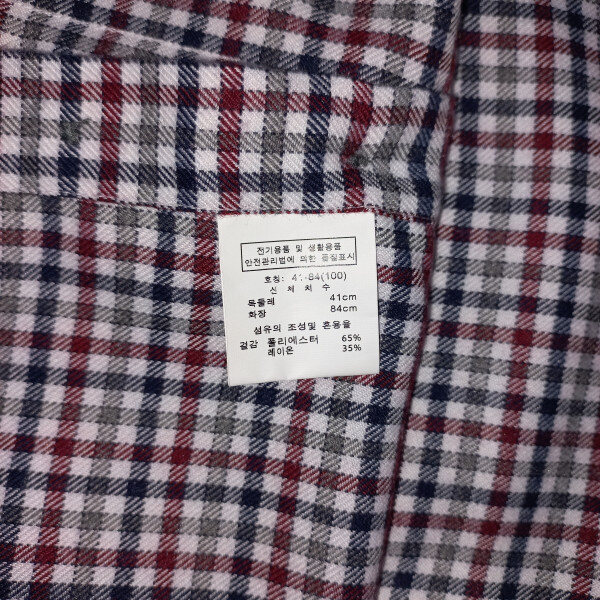 전기용품 및 생활용품
안전관리법에 의한 품질표시
호칭: 41-84(100)
신 체 치 수
목둘레 41cm
화장 84cm
섬유의 조성및 혼용율
겉감 폴리에스터 65%
레이온 35%